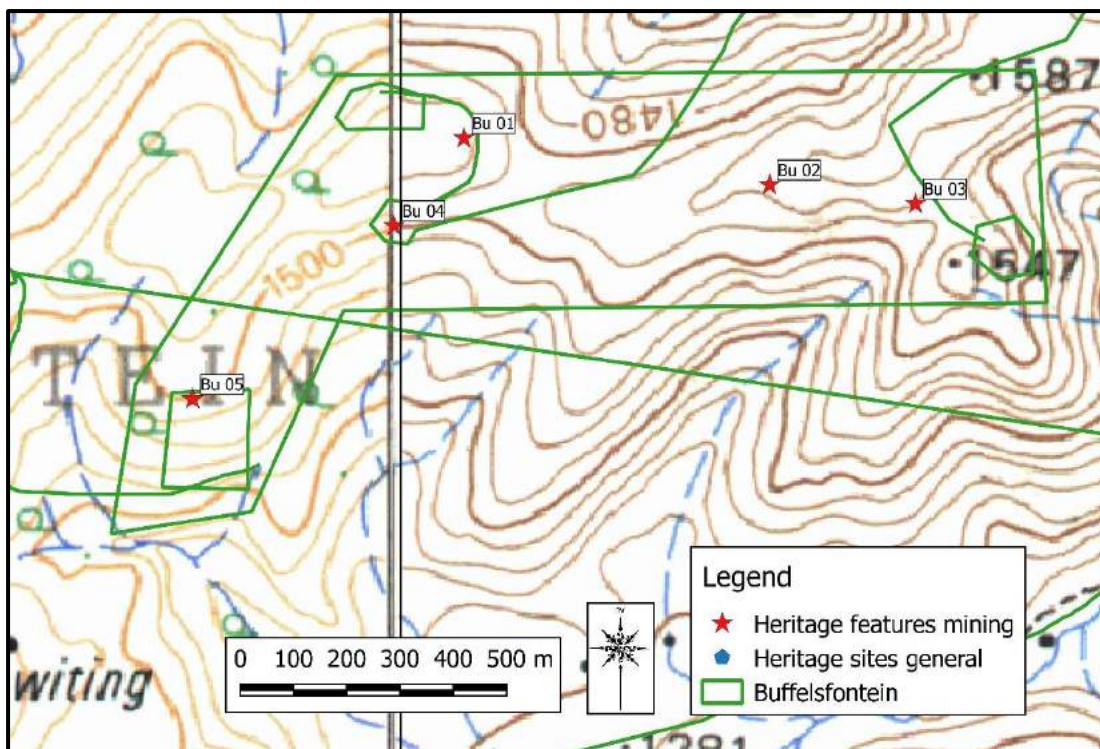 1587
1480
Bu 01
Bu 02
Bu 03
Bu 04
1547
1500
TEIN
Bu 05
Legend
Heritage features mining
Heritage sites general
Buffelsfontein
0 100 200 300 400 500 m
witing
1281